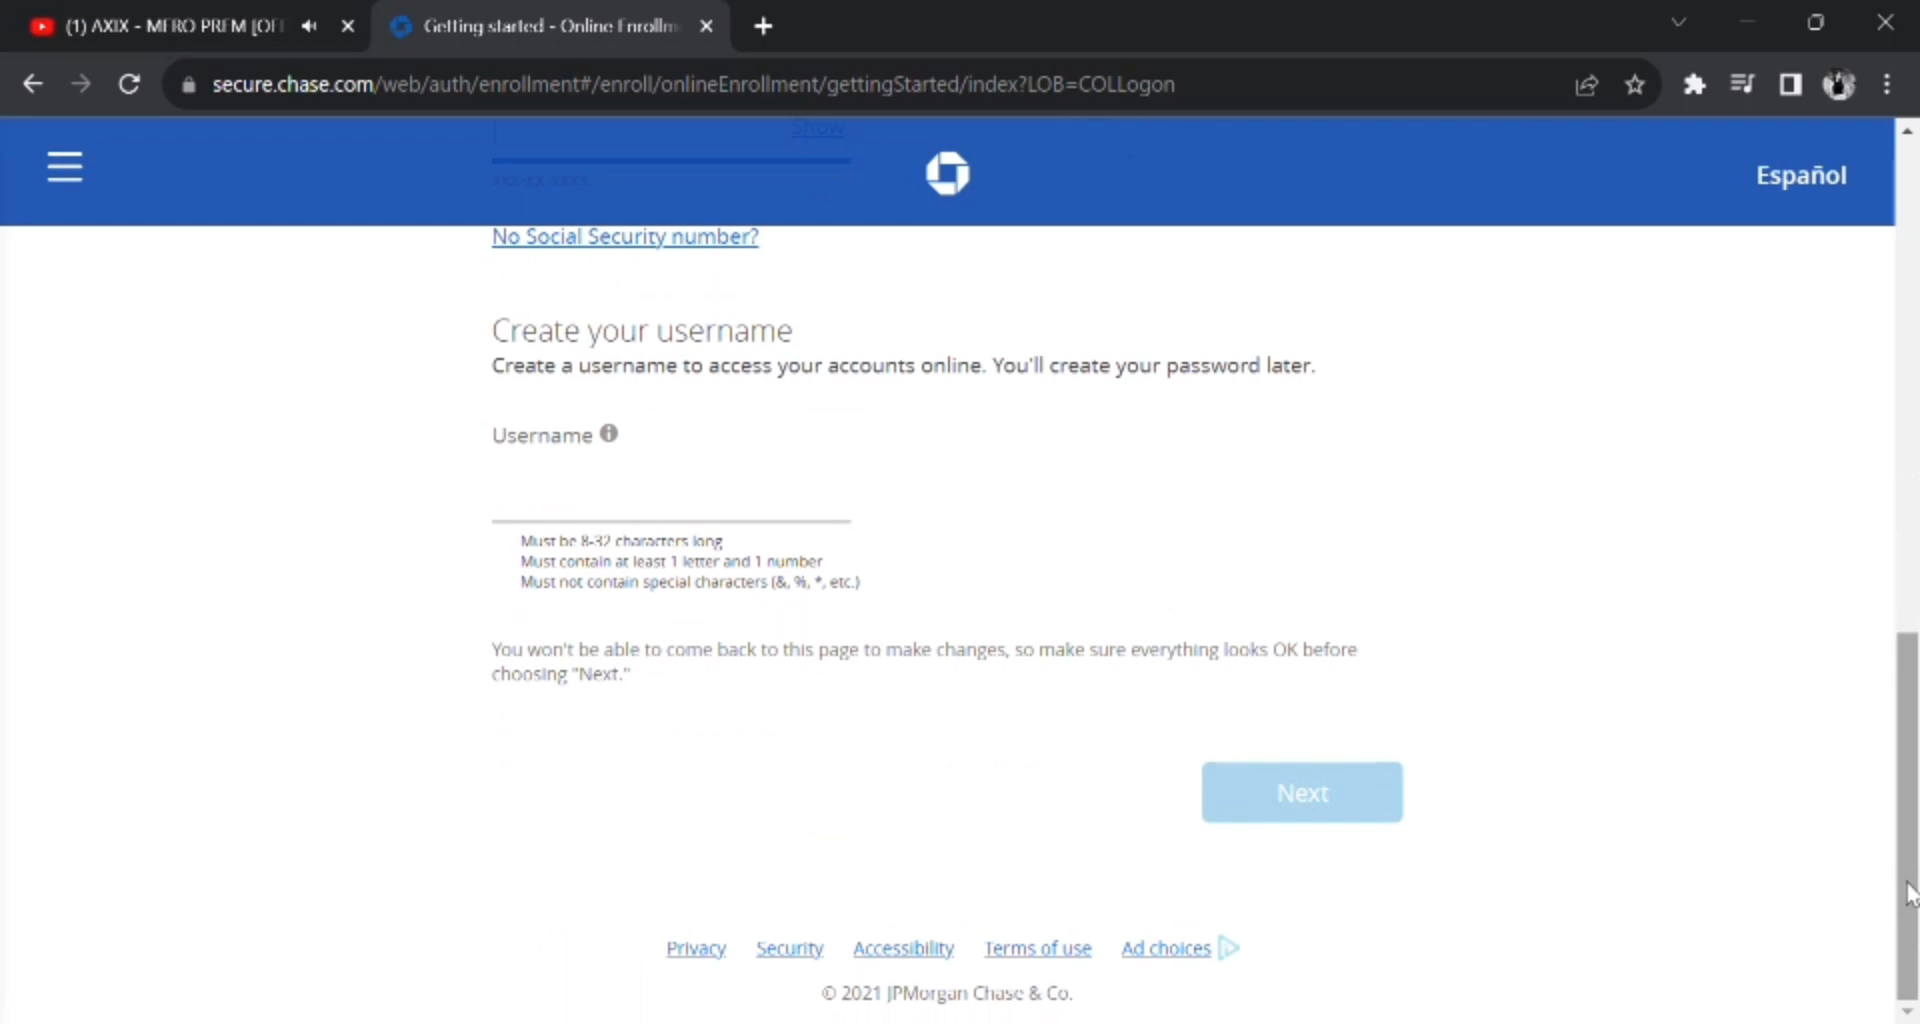 (1) AXIX - MERO PREM [OF
Getting started - Online Enrollm
secure.chase.com/web/auth/enrollment#/enroll/onlineEnrollment/gettingStarted/index?LOB=COLLogon
Show
Español
No Social Security number?
Create your username
Create a username to access your accounts online. You'll create your password later.
Username
Must be 8-32 characters long
Must contain at least 1 letter and 1 number
Must not contain special characters (&, %, *, etc.)
You won't be able to come back to this page to make changes, so make sure everything looks OK before
choosing "Next."
Next
Privacy Security Accessibility Terms of use Ad choices
© 2021 JPMorgan Chase & Co.